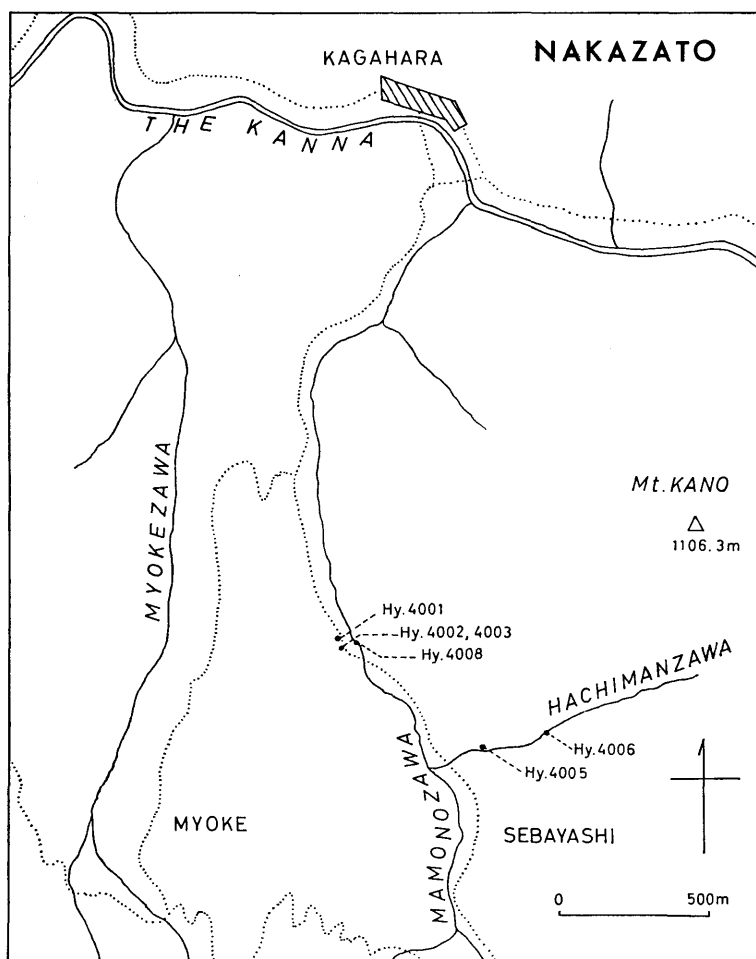 NAKAZATO
KAGAHARA
THE KANNA
MYOKEZAWA
Mt.KANO
1106.3m
Hy.4001
Hy.4002, 4003
Hy.4008
HACHIMANZAWA
Hy.4006
Hy.4005
MAMONOZAWA
MYOKE
SEBAYASHI
0 500m